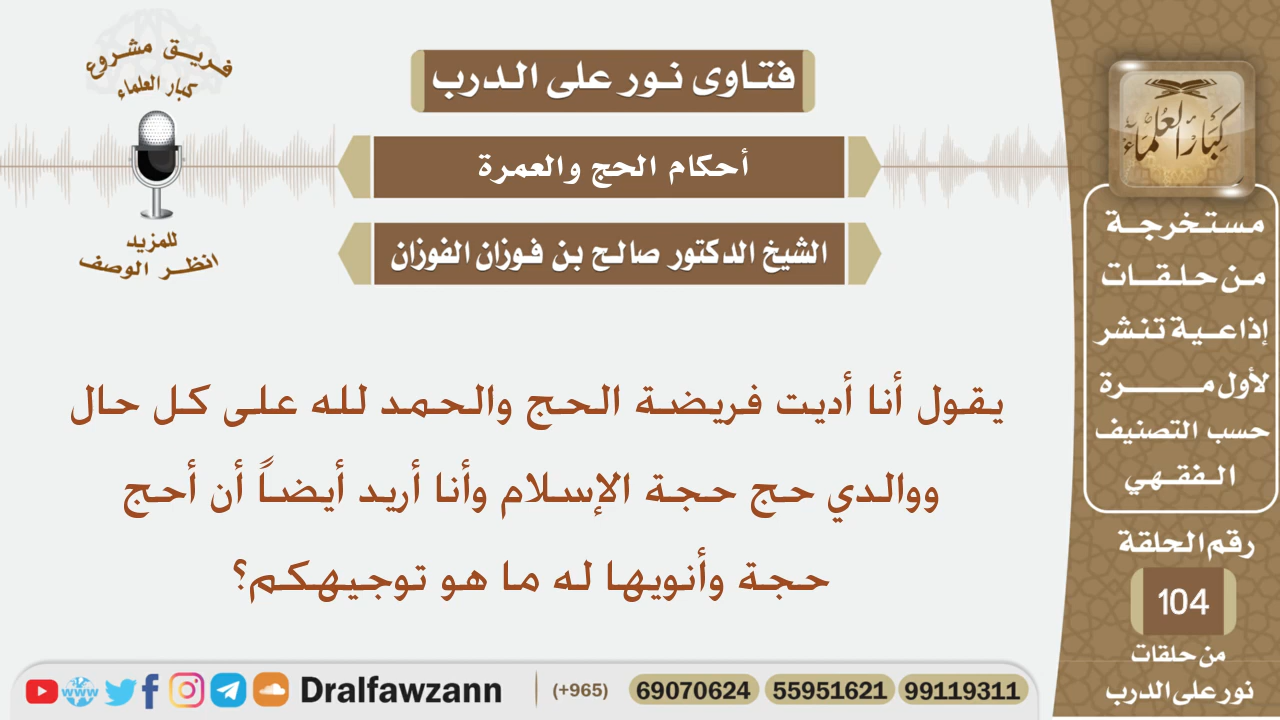 فريق مشروع
كبار العلماء
للمزيد
انظر الوصف
فتاوى نور على الدرب
أحكام الحج والعمرة
الشيخ الدكتور صالح بن فوزان الفوزان
يقول أنا أديت فريضة الحج والحمد لله على كل حال
ووالدي حج حجة الإسلام وأنا أريد أيضاً أن أحج
حجة وأنويها له ما هو توجيهكم؟
كبار العلماء
مستخرجة
من حلقات
إذاعية تنشر
لأول مرة
حسب التصنيف
الفقهي
رقم الحلقة
104
من حلقات
نور على الدرب
www Dralfawzann (+965) 69070624 55951621 99119311